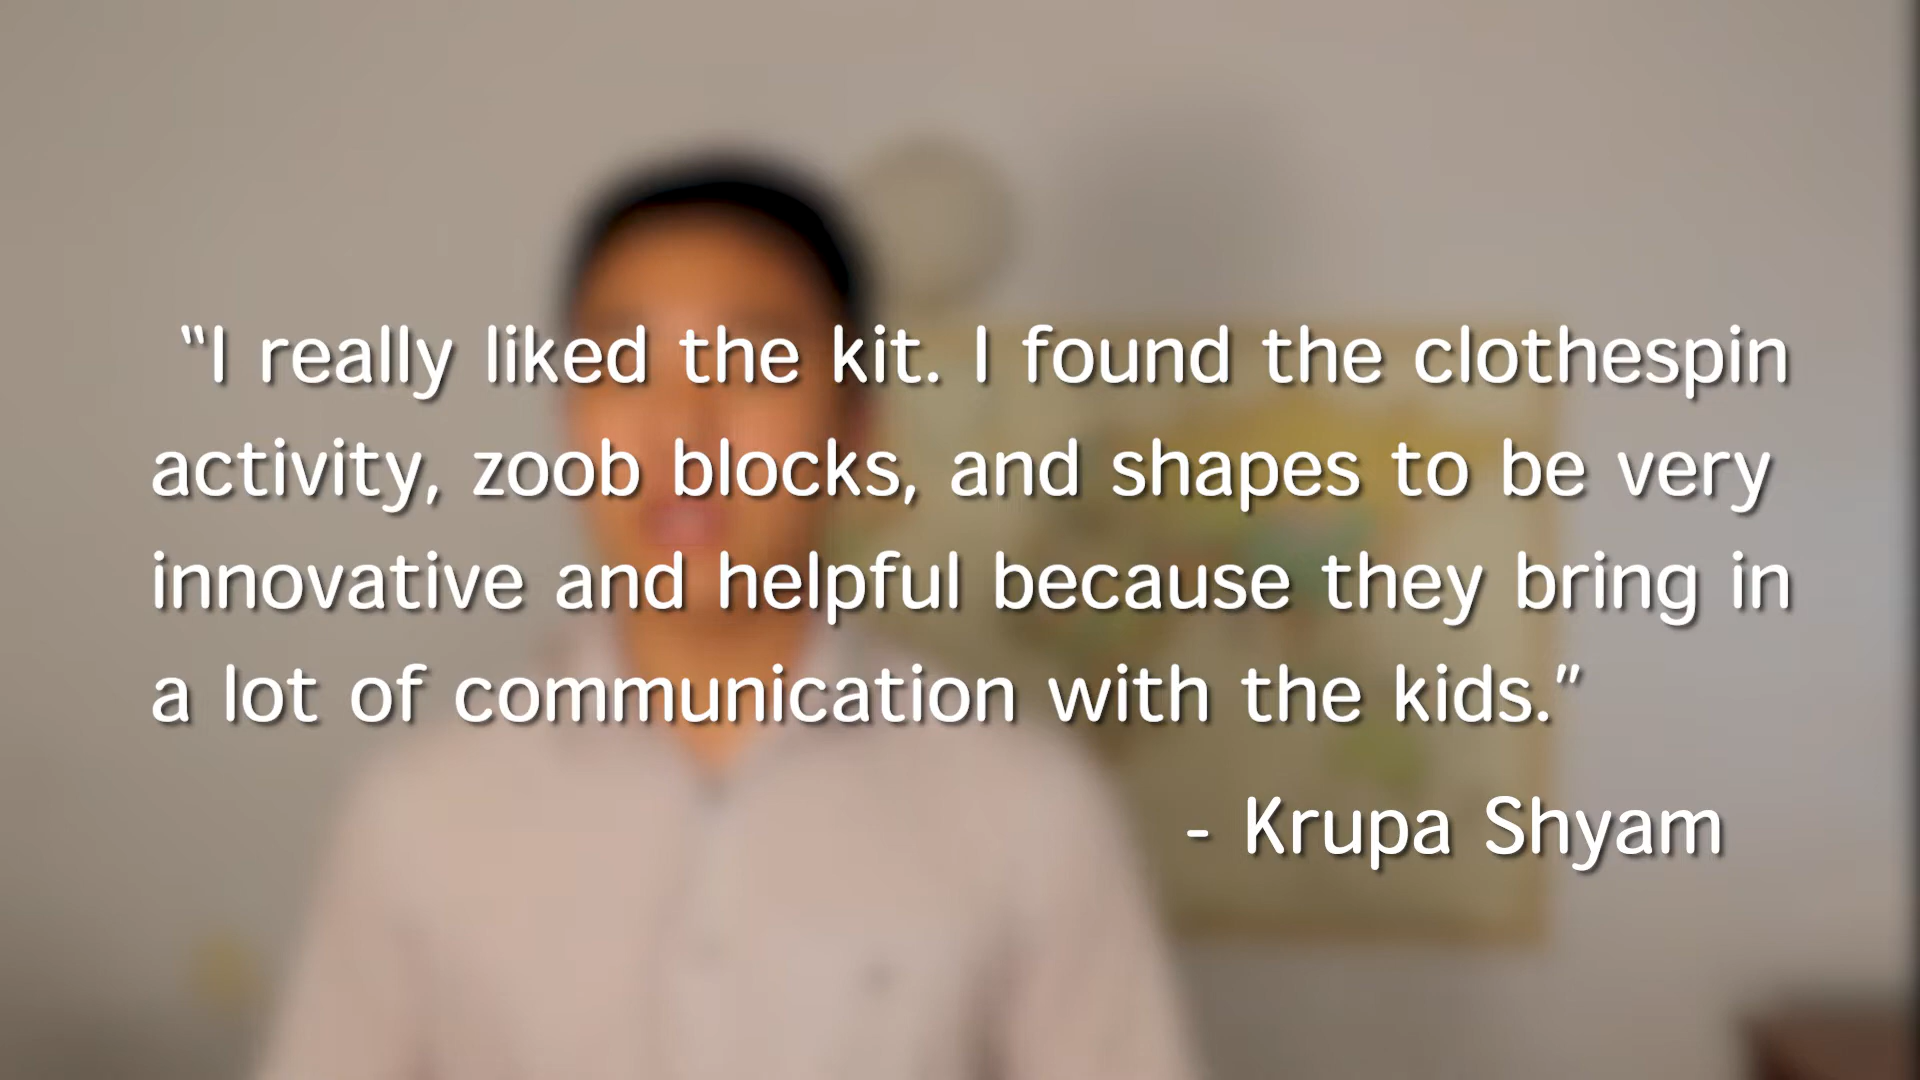 “I really liked the kit. I found the clothespin
activity, zoob blocks, and shapes to be very
innovative and helpful because they bring in
a lot of communication with the kids.”
- Krupa Shyam